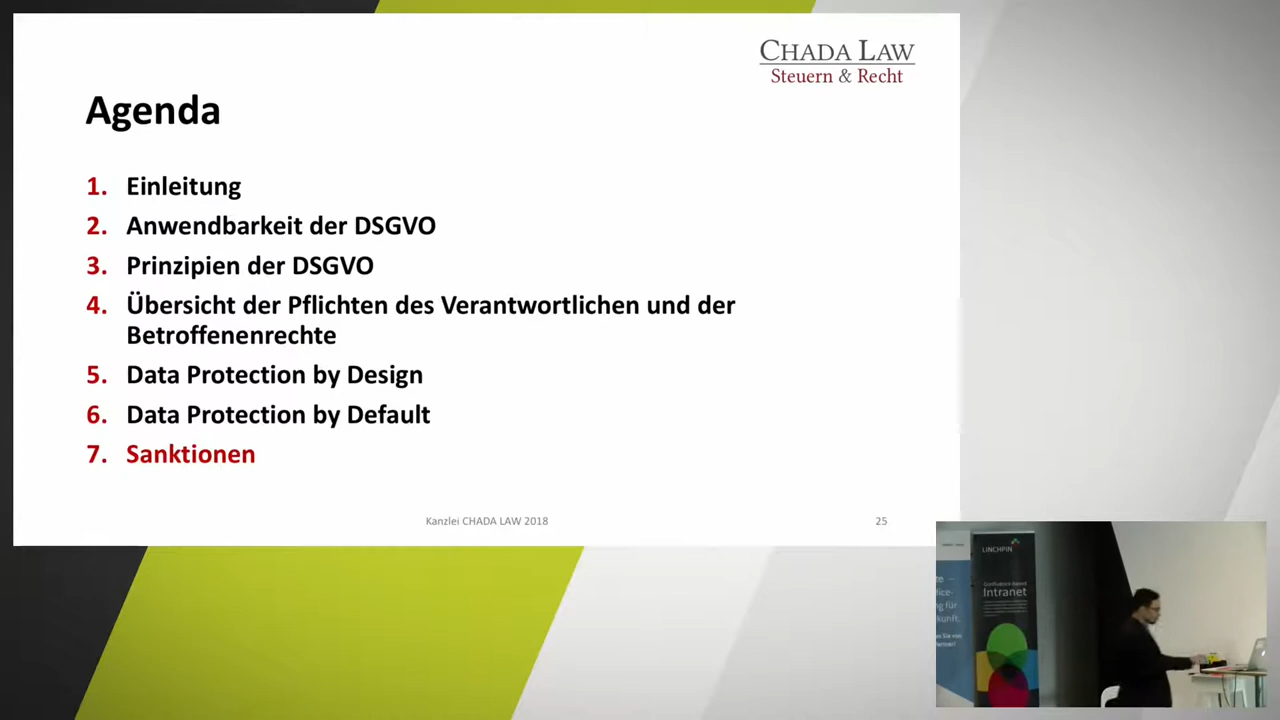 CHADA LAW
Steuern & Recht
Agenda
1. Einleitung
2. Anwendbarkeit der DSGVO
3. Prinzipien der DSGVO
4. Übersicht der Pflichten des Verantwortlichen und der
Betroffenenrechte
5. Data Protection by Design
6. Data Protection by Default
7. Sanktionen
Kanzlei CHADA LAW 2018
25
LINCHPIN
Intranet